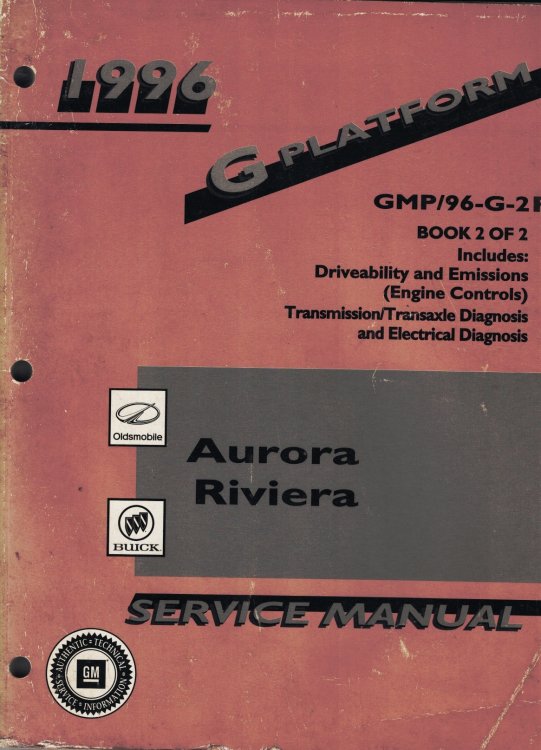 1996
G PLATFORM
GMP/96-G-2
BOOK 2 OF 2
Includes:
Driveability and Emissions
(Engine Controls)
Transmission/Transaxle Diagnosis
and Electrical Diagnosis
Oldsmobile
Aurora
Riviera
BUICK
SERVICE MANUAL
AUTHENTIC • TECHNICAL
SERVICE • INFORMATION
GM